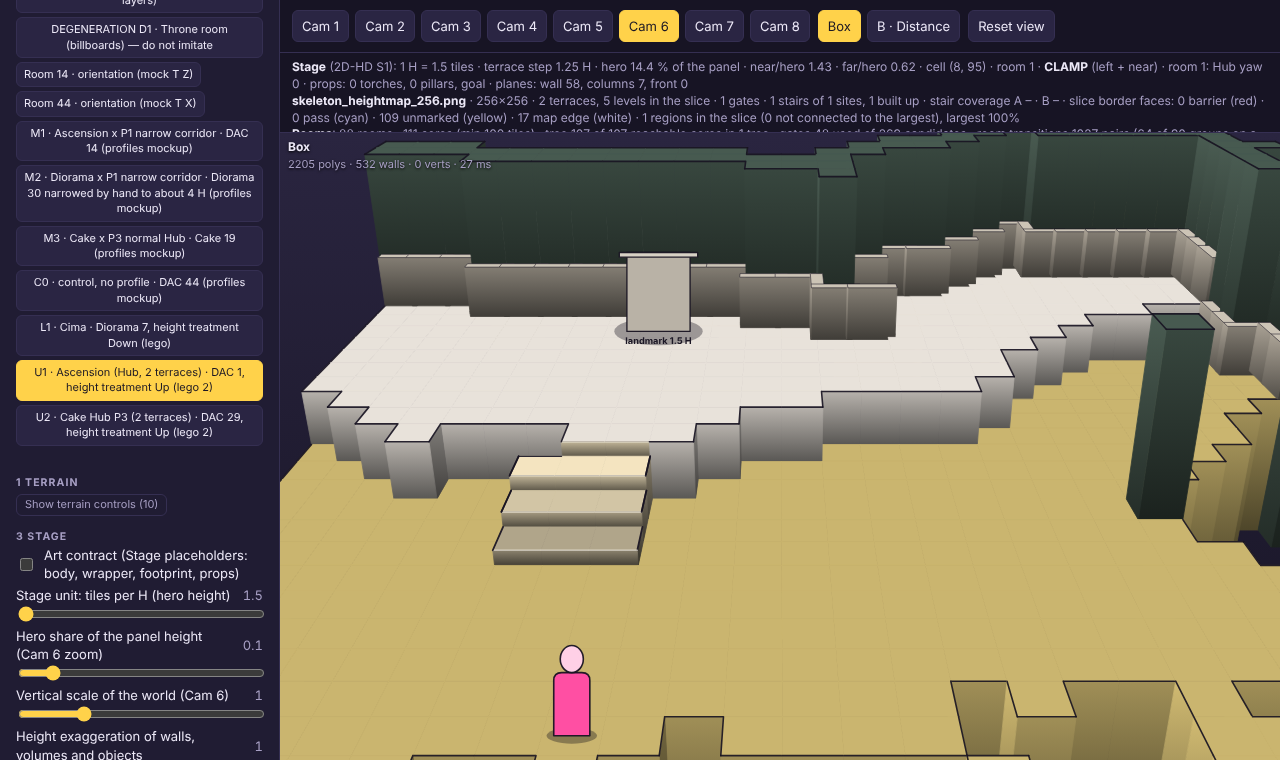 layers)
DEGENERATION D1 · Throne room
(billboards) — do not imitate
Room 14 · orientation (mock T Z)
Room 44 · orientation (mock T X)
M1 · Ascension x P1 narrow corridor · DAC
14 (profiles mockup)
M2 · Diorama x P1 narrow corridor · Diorama
30 narrowed by hand to about 4 H (profiles
mockup)
M3 · Cake x P3 normal Hub · Cake 19
(profiles mockup)
C0 · control, no profile · DAC 44 (profiles
mockup)
L1 · Cima · Diorama 7, height treatment
Down (lego)
U1 · Ascension (Hub, 2 terraces) · DAC 1,
height treatment Up (lego 2)
U2 · Cake Hub P3 (2 terraces) · DAC 29,
height treatment Up (lego 2)
1 TERRAIN
Show terrain controls (10)
3 STAGE
Art contract (Stage placeholders:
body, wrapper, footprint, props)
Stage unit: tiles per H (hero height) 1.5
Hero share of the panel height
(Cam 6 zoom) 0.1
Vertical scale of the world (Cam 6) 1
Height exaggeration of walls,
volumes and objects 1
Cam 1 Cam 2 Cam 3 Cam 4 Cam 5 Cam 6 Cam 7 Cam 8 Box B · Distance Reset view
Stage (2D-HD S1): 1 H = 1.5 tiles · terrace step 1.25 H · hero 14.4 % of the panel · near/hero 1.43 · far/hero 0.62 · cell (8, 95) · room 1 · CLAMP (left + near) · room 1: Hub yaw
0 · props: 0 torches, 0 pillars, goal · planes: wall 58, columns 7, front 0
skeleton_heightmap_256.png · 256×256 · 2 terraces, 5 levels in the slice · 1 gates · 1 stairs of 1 sites, 1 built up · stair coverage A – · B – · slice border faces: 0 barrier (red) ·
0 pass (cyan) · 109 unmarked (yellow) · 17 map edge (white) · 1 regions in the slice (0 not connected to the largest), largest 100%
Box
2205 polys · 532 walls · 0 verts · 27 ms
landmark 1.5 H